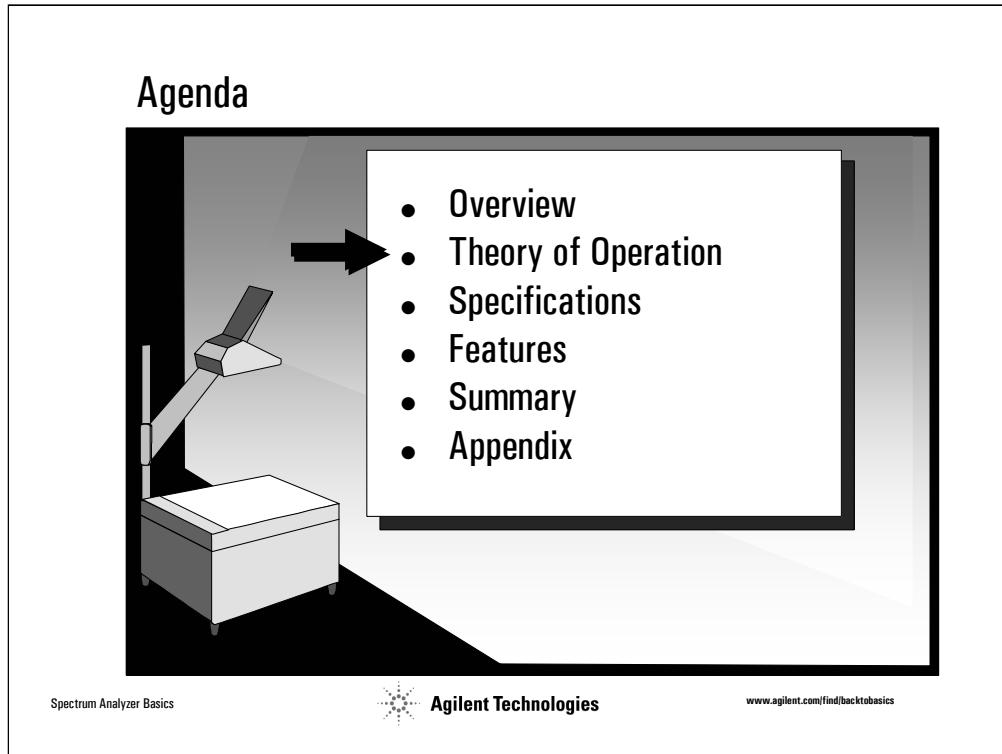 Agenda
● Overview
● Theory of Operation
● Specifications
● Features
● Summary
● Appendix
Spectrum Analyzer Basics
Agilent Technologies
www.agilent.com/find/backtobasics